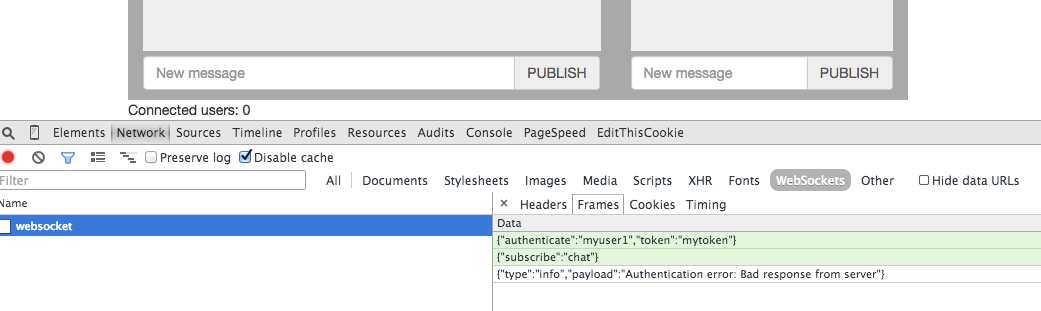 New message PUBLISH New message PUBLISH
Connected users: 0
Elements Network Sources Timeline Profiles Resources Audits Console PageSpeed EditThisCookie
Preserve log Disable cache
Filter All Documents Stylesheets Images Media Scripts XHR Fonts WebSockets Other Hide data URLs
Name × Headers Frames Cookies Timing
websocket
Data
{"authenticate":"myuser1","token":"mytoken"}
{"subscribe":"chat"}
{"type":"info","payload":"Authentication error: Bad response from server"}